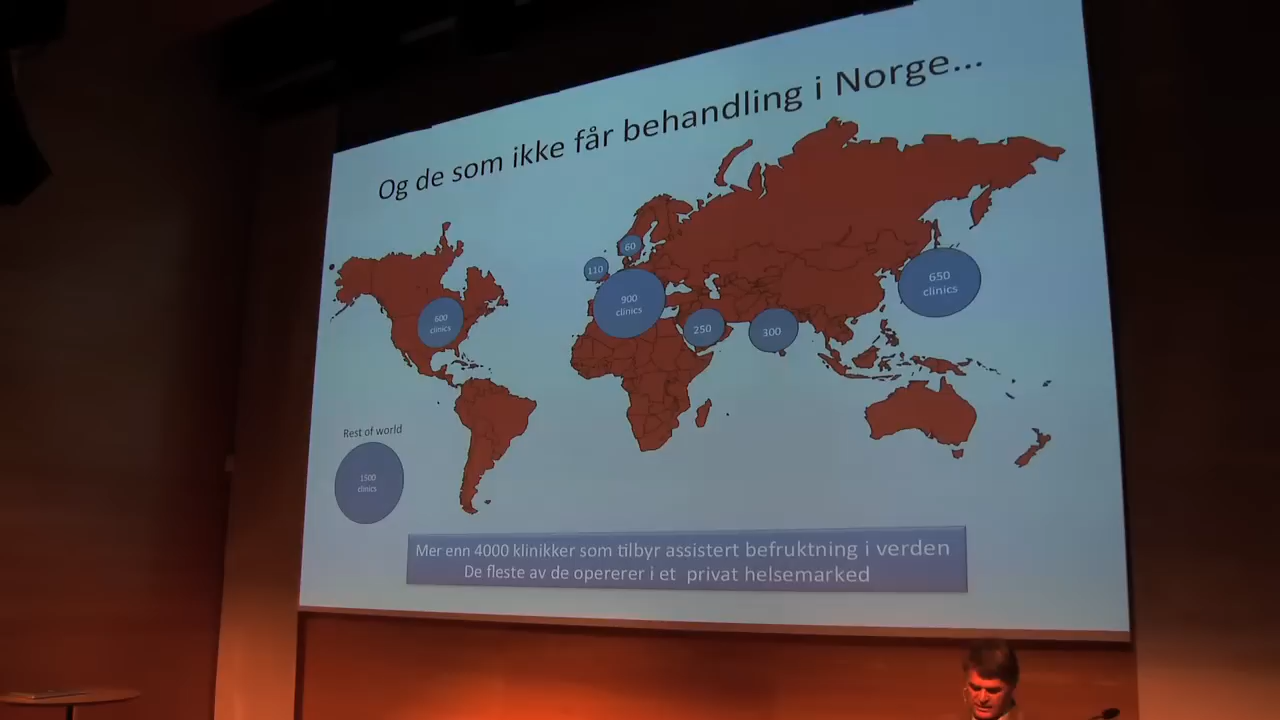 Og de som ikke får behandling i Norge...
60
110
900
clinics
650
clinics
600
clinics
250
300
Rest of world
1500
clinics
Mer enn 4000 klinikker som tilbyr assistert befruktning i verden
De fleste av de opererer i et privat helsemarked